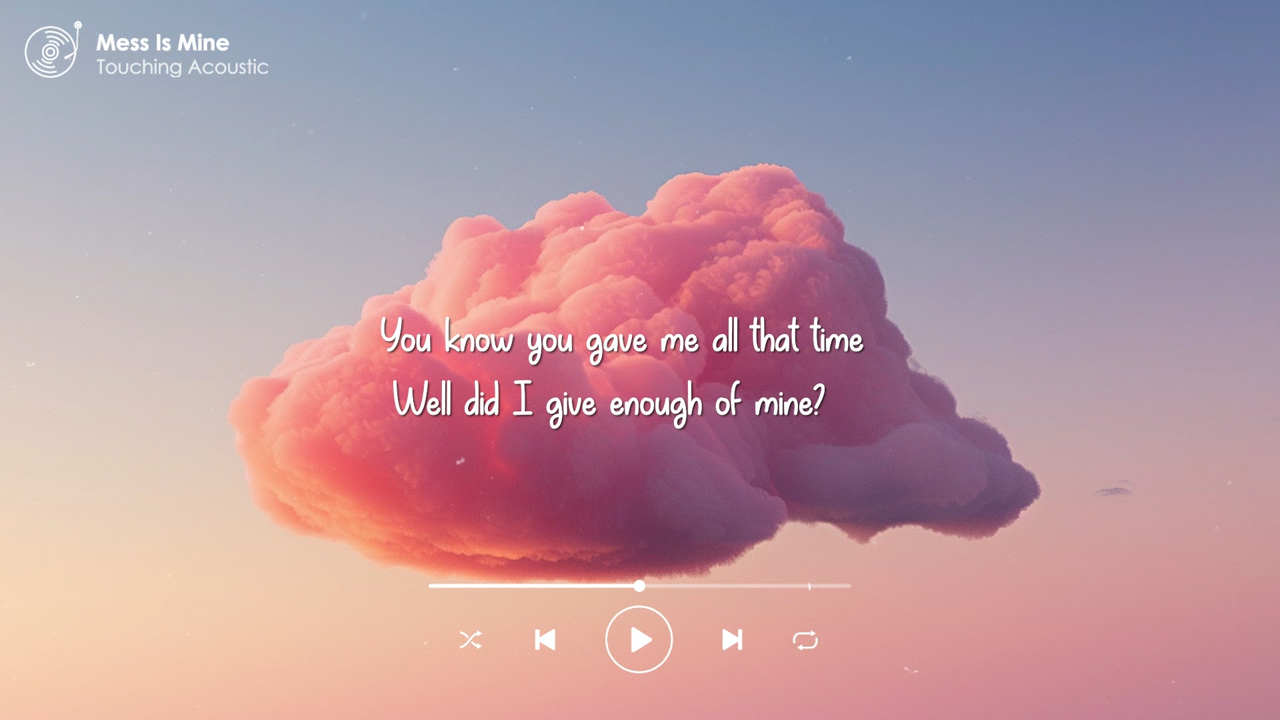 Mess Is Mine
Touching Acoustic
You know you gave me all that time
Well did I give enough of mine?